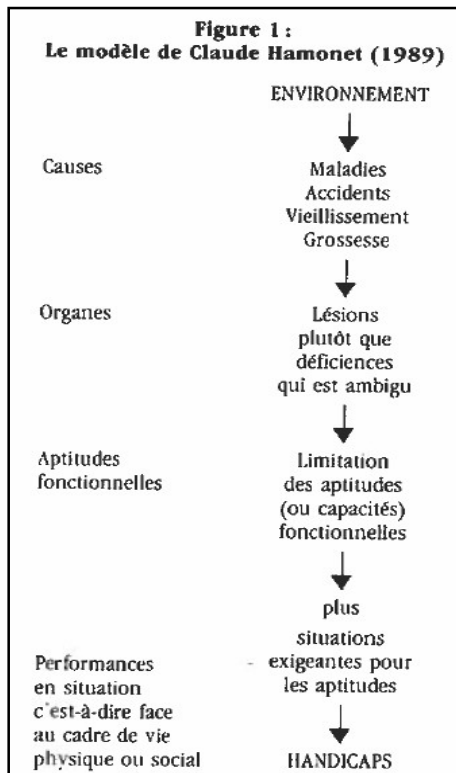 Figure 1 :
Le modèle de Claude Hamonet (1989)
ENVIRONNEMENT
Causes
Maladies
Accidents
Vieillissement
Grossesse
Organes
Lésions
plutôt que
déficiences
qui est ambigu
Aptitudes
fonctionnelles
Limitation
des aptitudes
(ou capacités)
fonctionnelles
plus
situations
exigeantes pour
les aptitudes
Performances
en situation
c'est-à-dire face
au cadre de vie
physique ou social
HANDICAPS